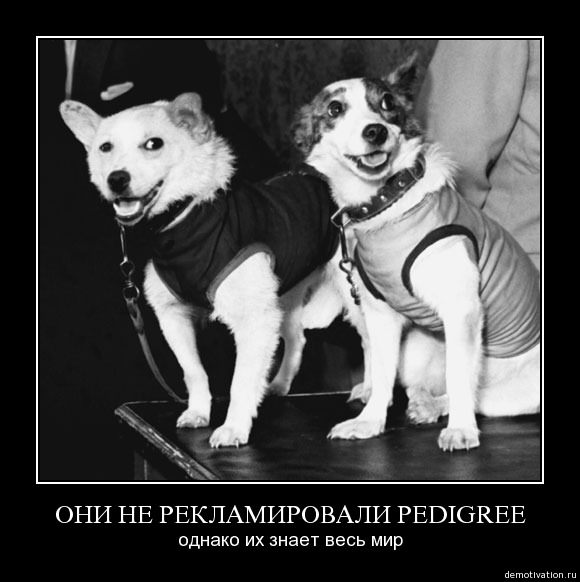 ОНИ НЕ РЕКЛАМИРОВАЛИ PEDIGREE
однако их знает весь мир
demotivation.ru